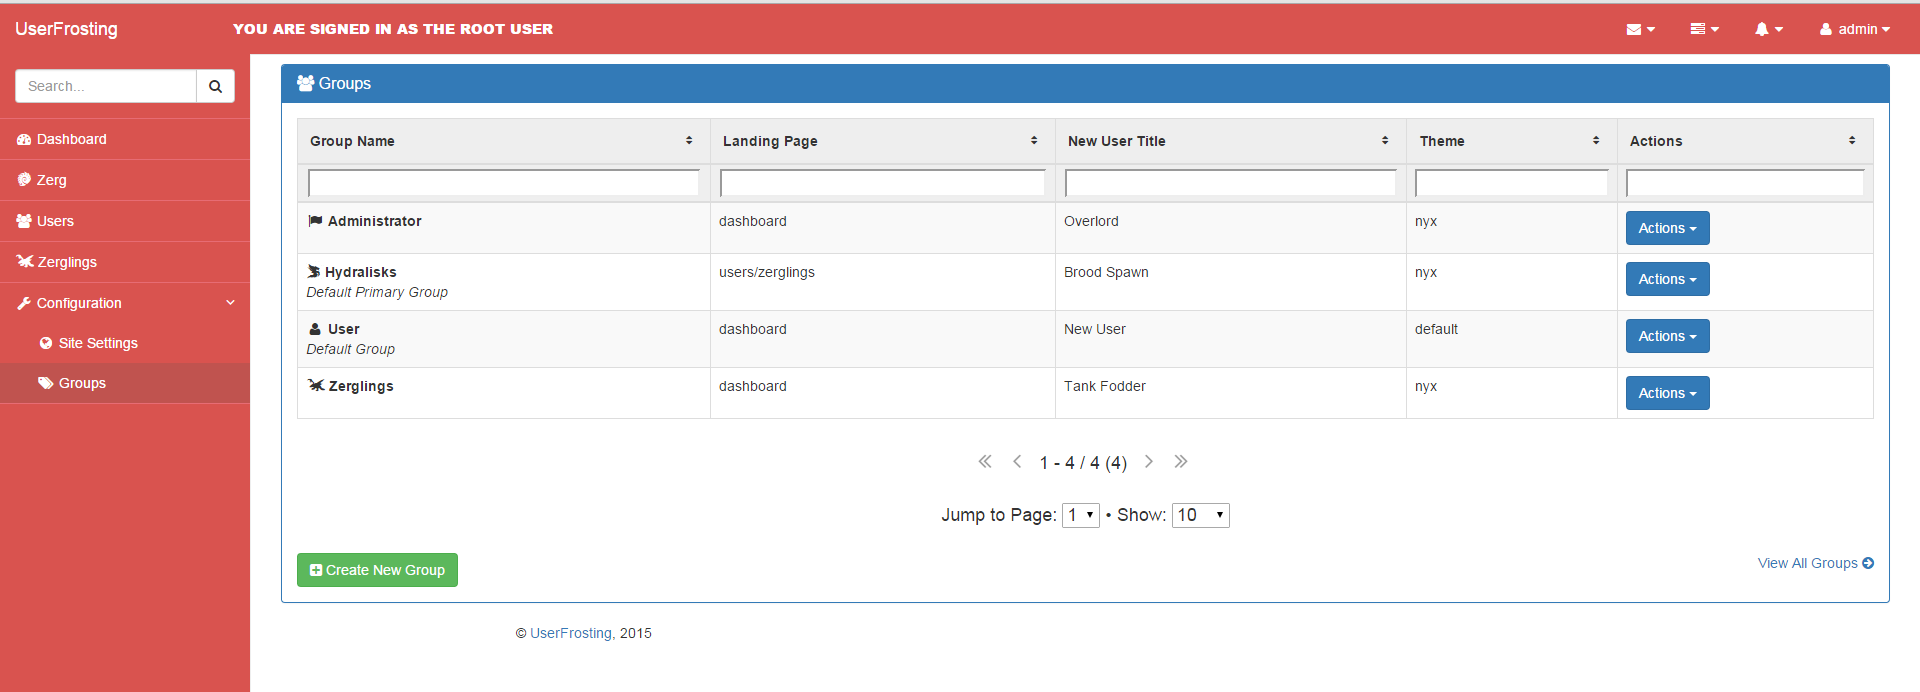 UserFrosting YOU ARE SIGNED IN AS THE ROOT USER admin
Search...
Dashboard
Zerg
Users
Zerglings
Configuration
Site Settings
Groups
Groups
Group Name Landing Page New User Title Theme Actions
Administrator dashboard Overlord nyx Actions
Hydralisks users/zerglings Brood Spawn nyx Actions
Default Primary Group
User dashboard New User default Actions
Default Group
Zerglings dashboard Tank Fodder nyx Actions
1 - 4 / 4 (4)
Jump to Page: 1 • Show: 10
Create New Group View All Groups
© UserFrosting, 2015